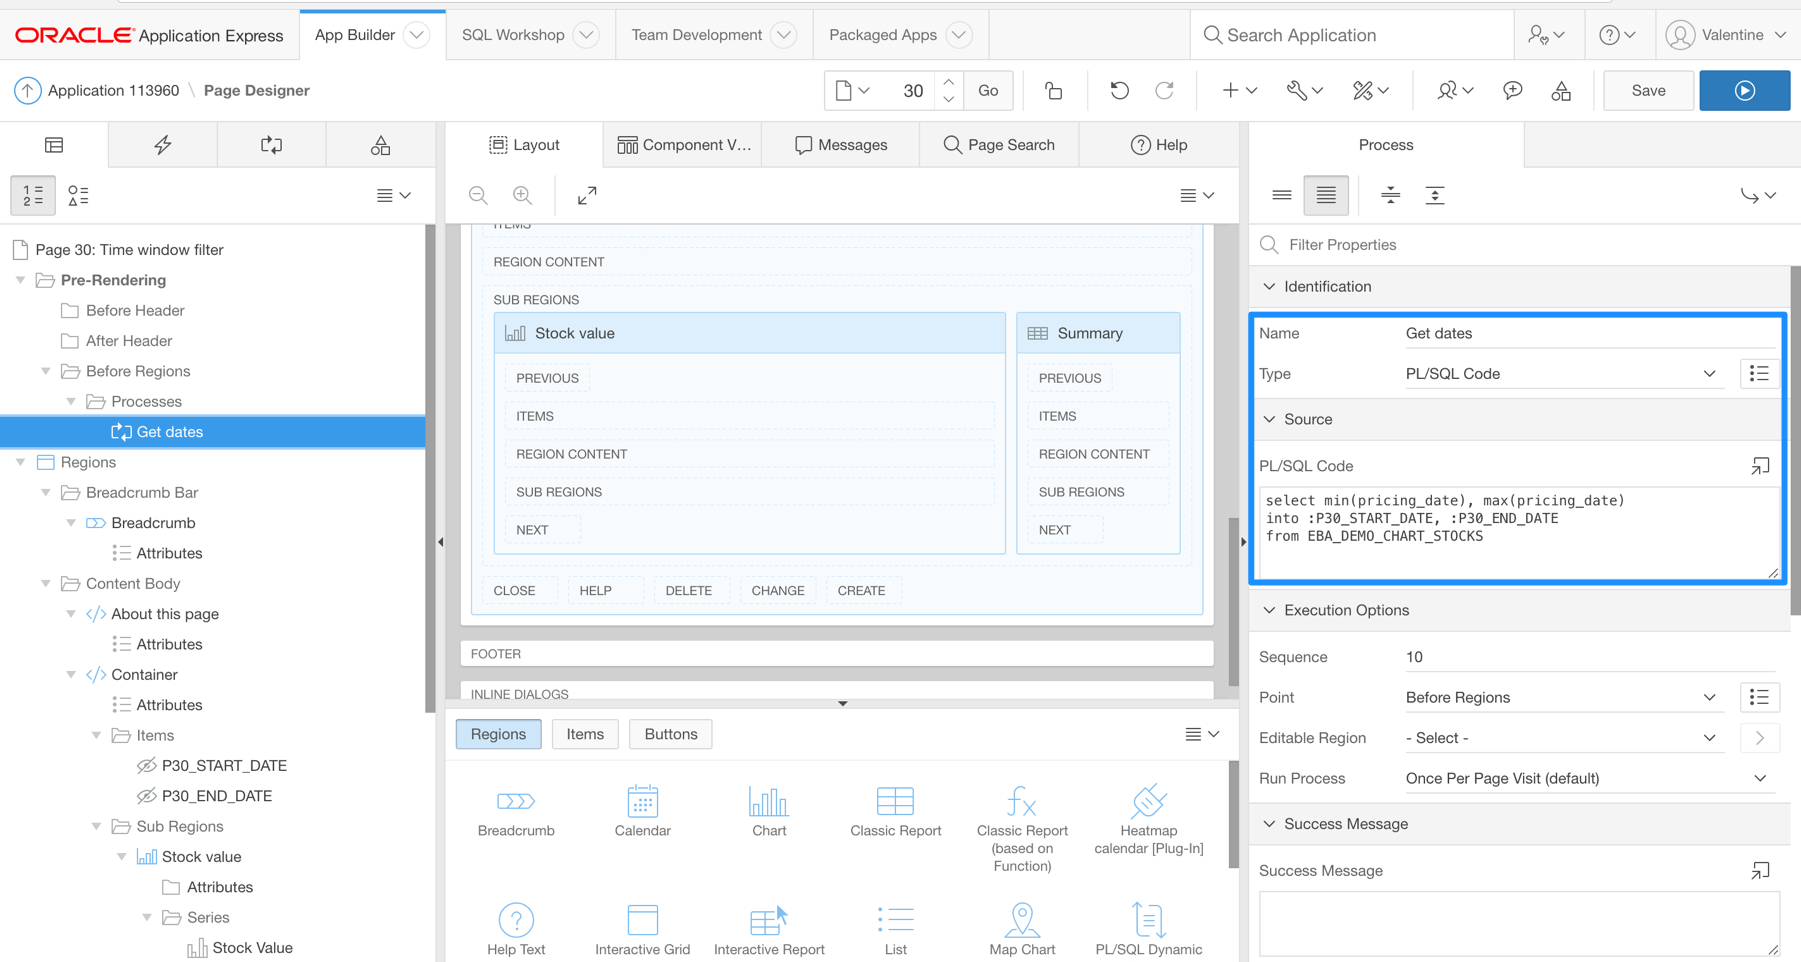 ORACLE Application Express
App Builder
SQL Workshop
Team Development
Packaged Apps
Search Application
Valentine
Application 113960 \ Page Designer
30
Go
Save
Layout
Component V...
Messages
Page Search
Help
Process
Page 30: Time window filter
Pre-Rendering
Before Header
After Header
Before Regions
Processes
Get dates
Regions
Breadcrumb Bar
Breadcrumb
Attributes
Content Body
About this page
Attributes
Container
Attributes
Items
P30_START_DATE
P30_END_DATE
Sub Regions
Stock value
Attributes
Series
Stock Value
ITEMS
REGION CONTENT
SUB REGIONS
Stock value
PREVIOUS
ITEMS
REGION CONTENT
SUB REGIONS
NEXT
Summary
PREVIOUS
ITEMS
REGION CONTENT
SUB REGIONS
NEXT
CLOSE
HELP
DELETE
CHANGE
CREATE
FOOTER
INLINE DIALOGS
Regions
Items
Buttons
Breadcrumb
Calendar
Chart
Classic Report
Classic Report
(based on
Function)
Heatmap
calendar [Plug-In]
Help Text
Interactive Grid
Interactive Report
List
Map Chart
PL/SQL Dynamic
Filter Properties
Identification
Name
Get dates
Type
PL/SQL Code
Source
PL/SQL Code
select min(pricing_date), max(pricing_date)
into :P30_START_DATE, :P30_END_DATE
from EBA_DEMO_CHART_STOCKS
Execution Options
Sequence
10
Point
Before Regions
Editable Region
- Select -
Run Process
Once Per Page Visit (default)
Success Message
Success Message